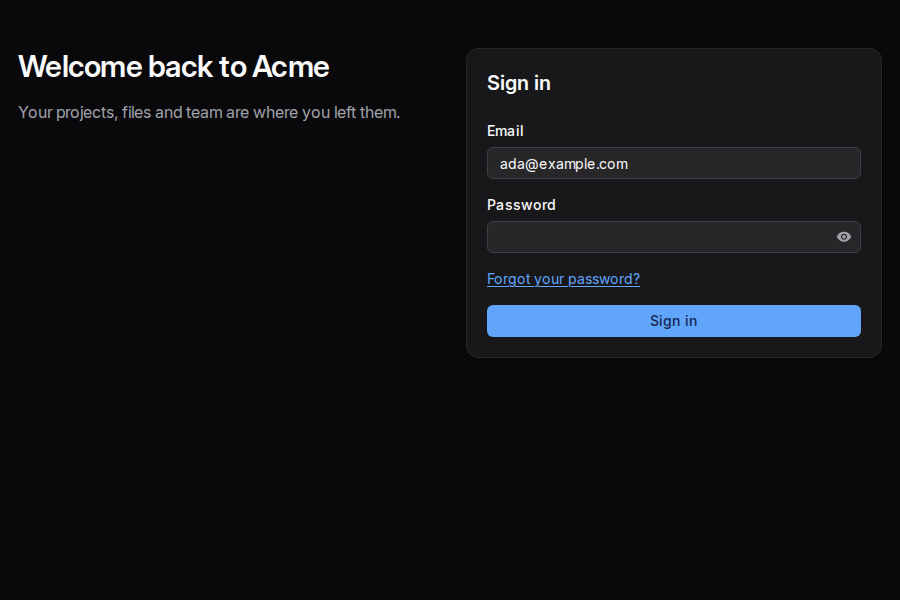 Welcome back to Acme
Your projects, files and team are where you left them.
Sign in
Email
ada@example.com
Password
Forgot your password?
Sign in